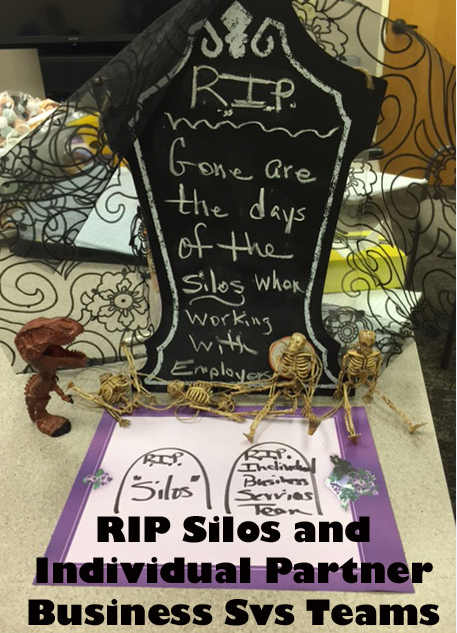 R.I.P.
Gone are
the days
of the
Silos when
working
with
Employers
R.I.P.
"Silos"
R.I.P.
Individual
Business
Services
Team
RIP Silos and
Individual Partner
Business Svs Teams